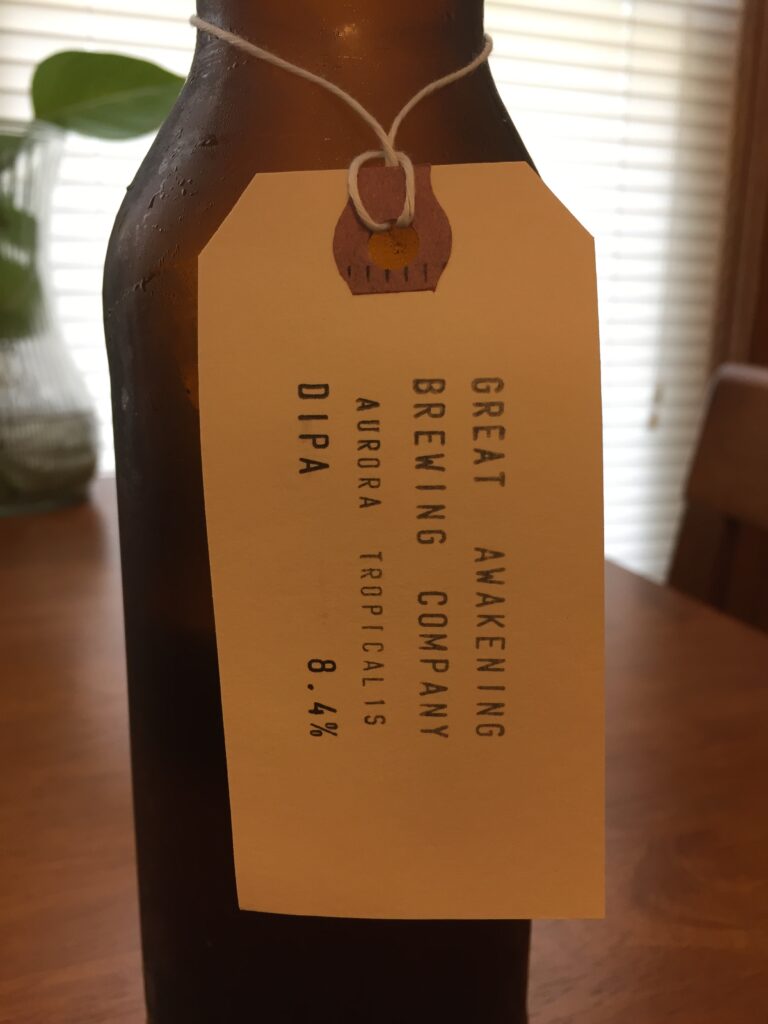 GREAT AWAKENING
BREWING COMPANY
AURORA TROPICALIS
DIPA 8.4%